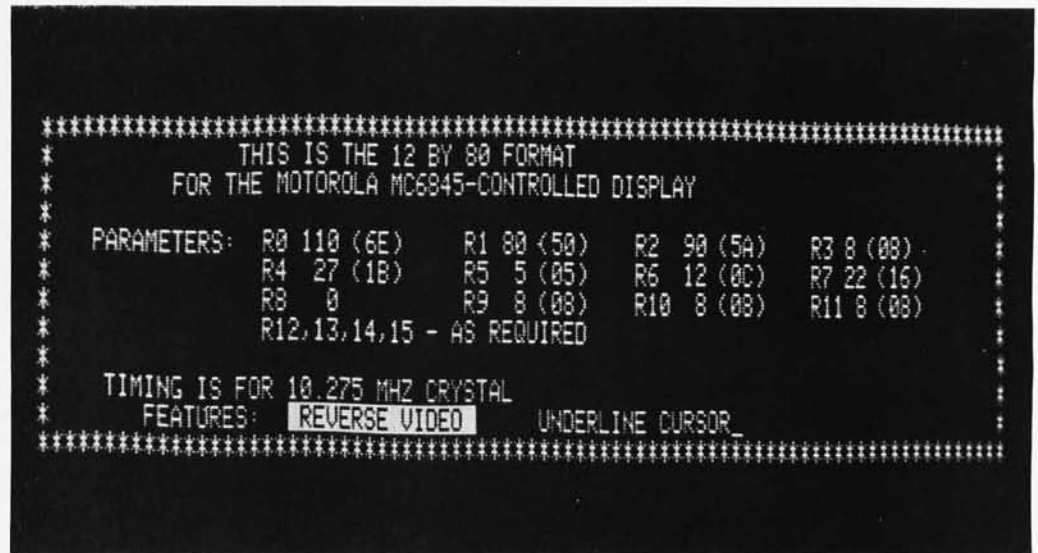 ************************************************************************************
* THIS IS THE 12 BY 80 FORMAT *
* FOR THE MOTOROLA MC6845-CONTROLLED DISPLAY *
* *
* PARAMETERS: R0 110 (6E) R1 80 (50) R2 90 (5A) R3 8 (08) *
* R4 27 (1B) R5 5 (05) R6 12 (0C) R7 22 (16) *
* R8 0 R9 8 (08) R10 8 (08) R11 8 (08) *
* R12,13,14,15 - AS REQUIRED *
* *
* TIMING IS FOR 10.275 MHZ CRYSTAL *
* FEATURES: REVERSE VIDEO UNDERLINE CURSOR_ *
************************************************************************************